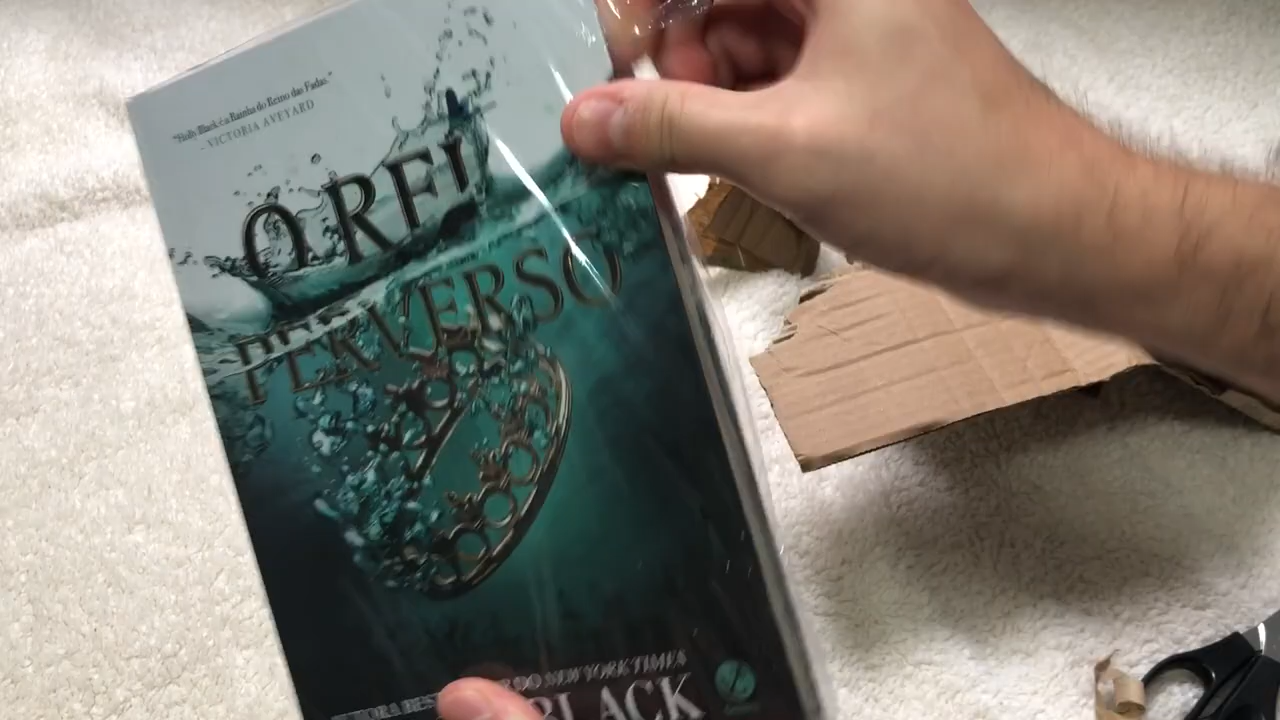 "Holly Black é a Rainha do Reino das Fadas."
- VICTORIA AVEYARD
O REI
PERVERSO
NEW YORK TIMES
BLACK